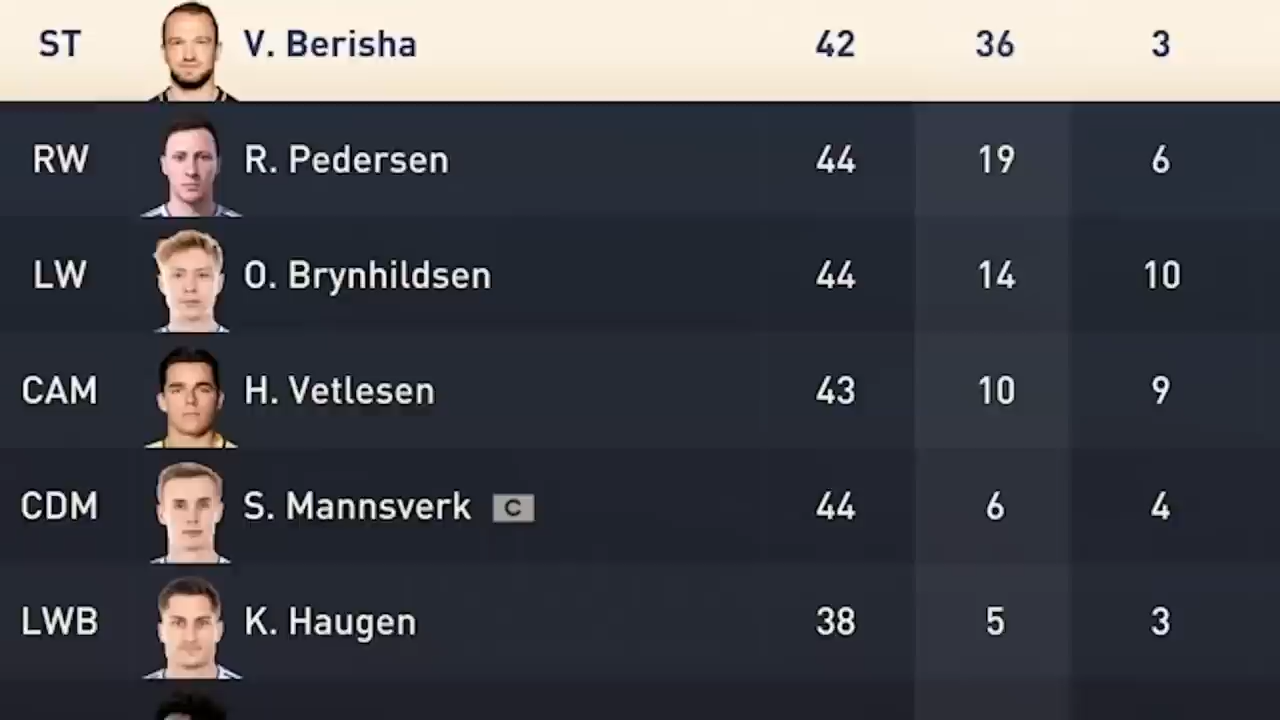 ST V. Berisha 42 36 3
RW R. Pedersen 44 19 6
LW O. Brynhildsen 44 14 10
CAM H. Vetlesen 43 10 9
CDM S. Mannsverk C 44 6 4
LWB K. Haugen 38 5 3